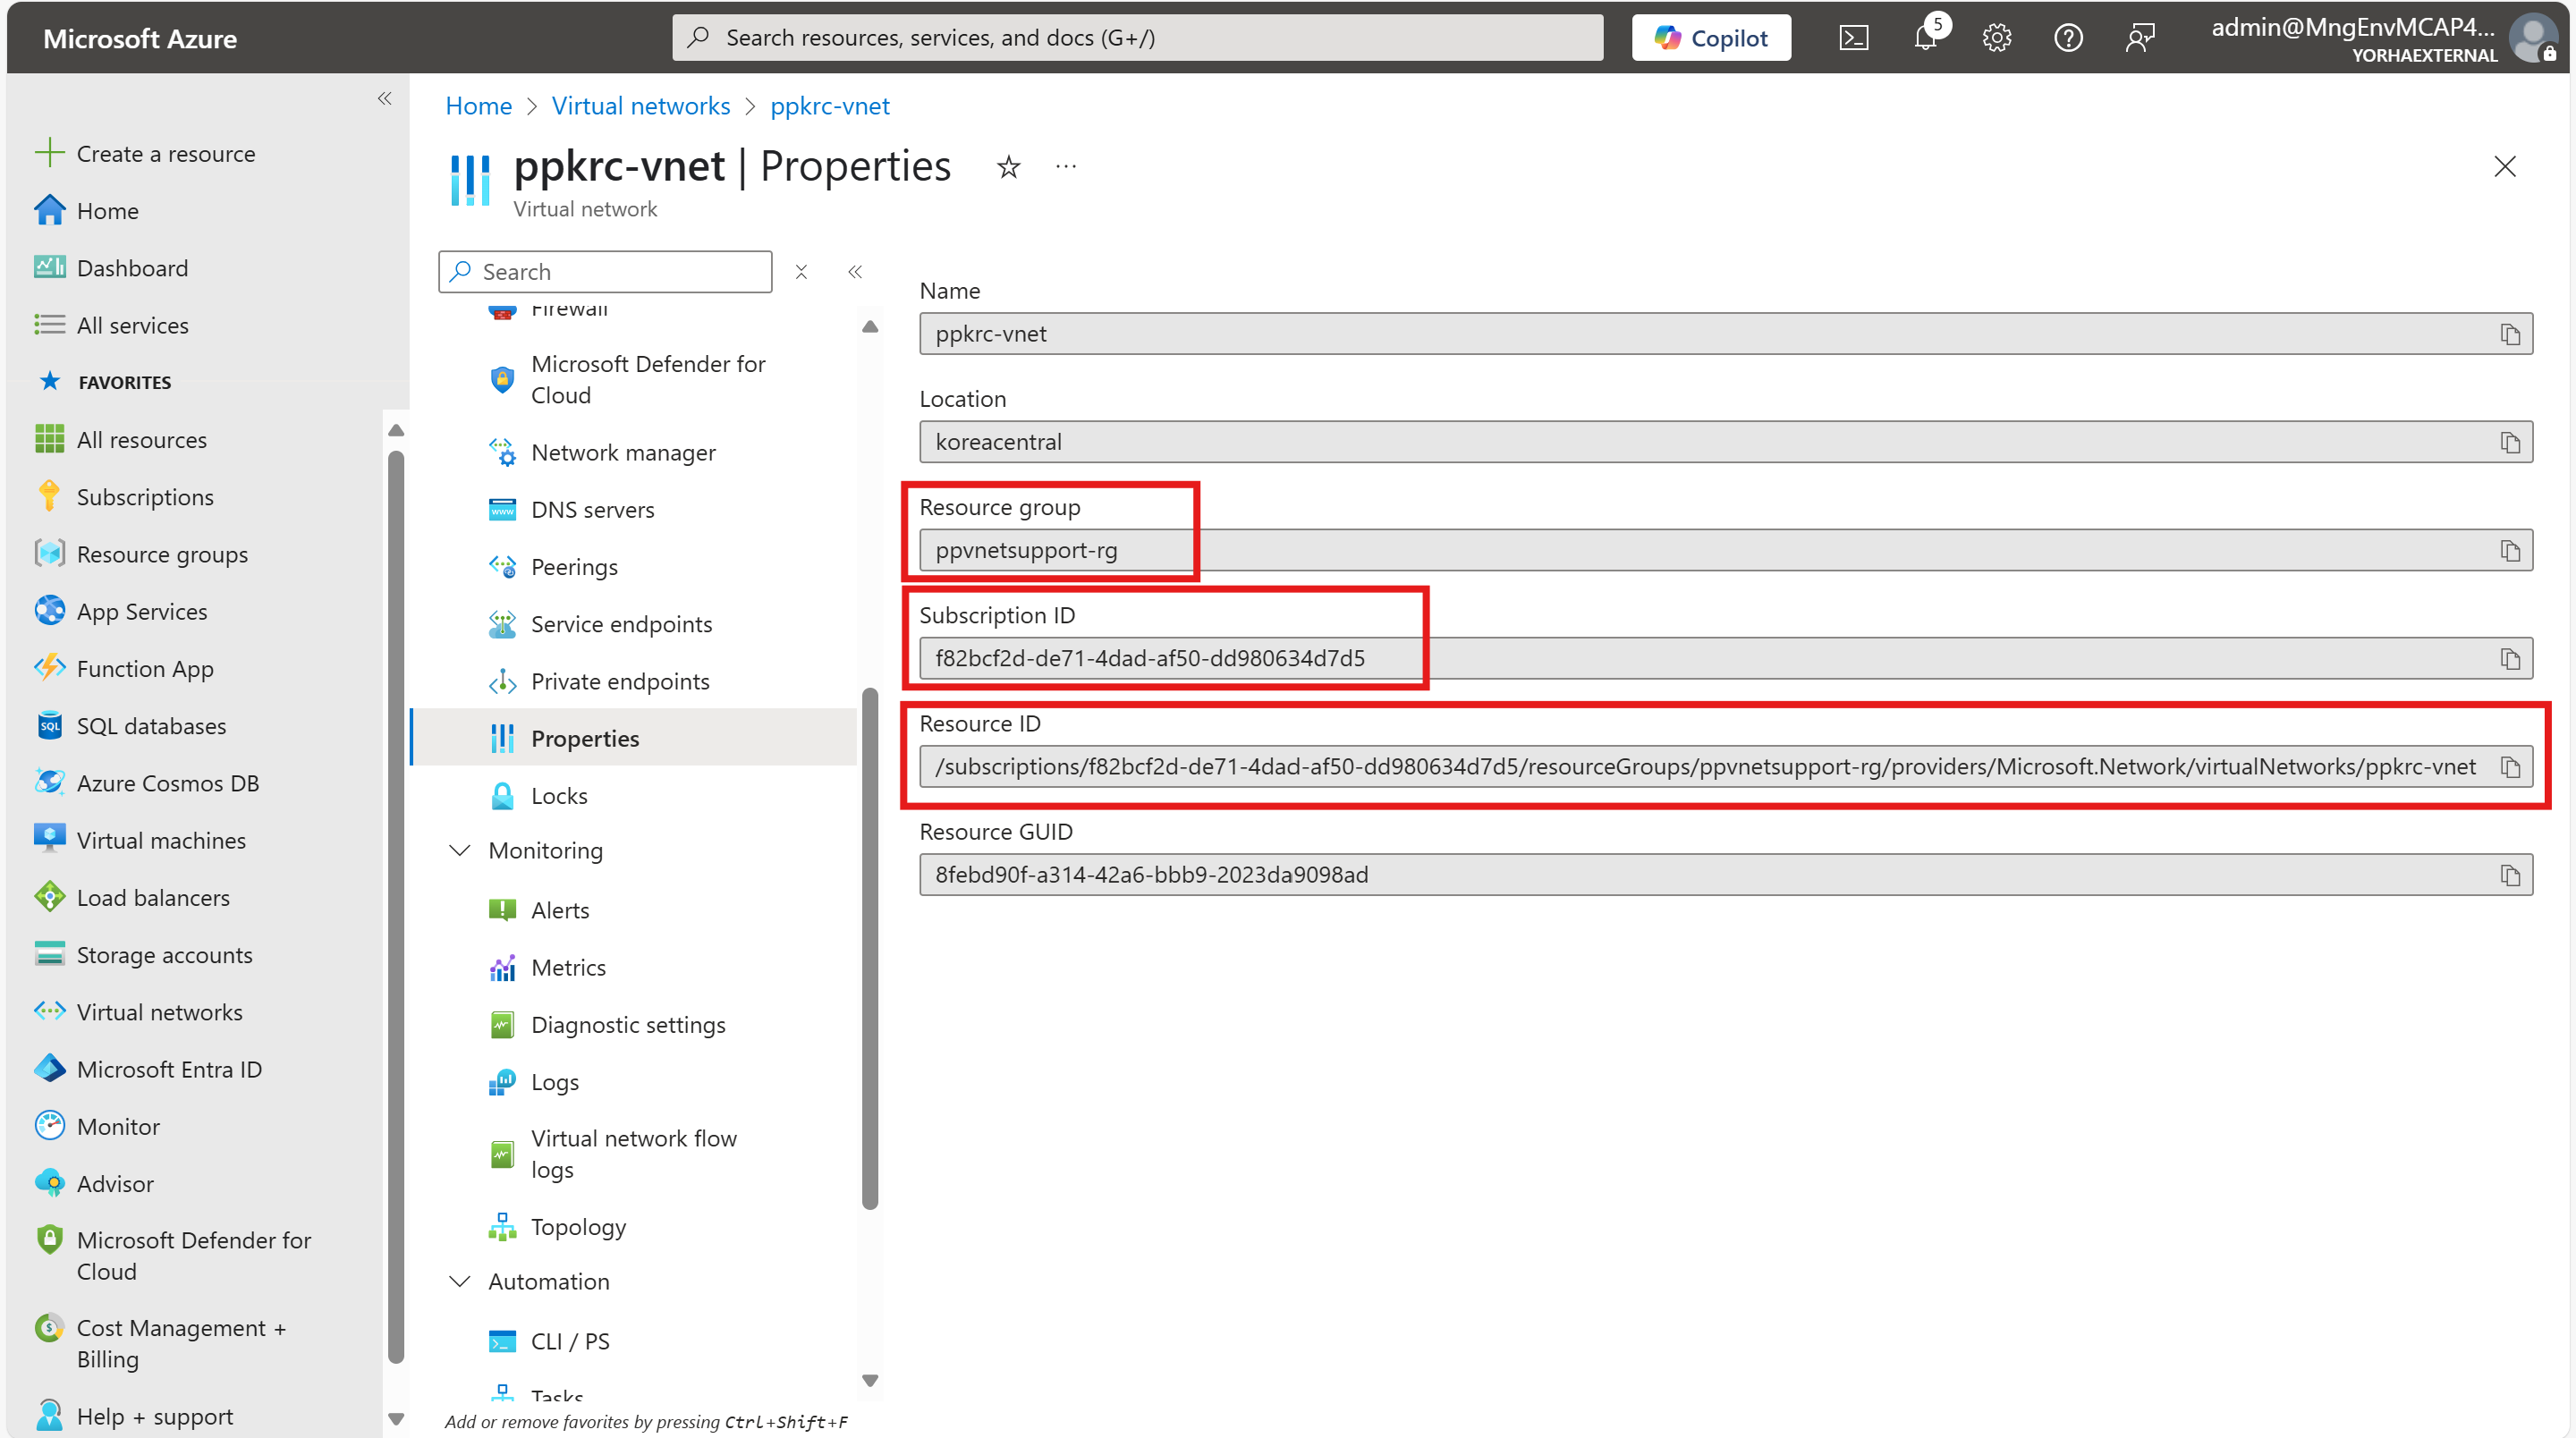 Microsoft Azure
Search resources, services, and docs (G+/)
Copilot
5
admin@MngEnvMCAP4...
YORHAEXTERNAL
Create a resource
Home
Dashboard
All services
FAVORITES
All resources
Subscriptions
Resource groups
App Services
Function App
SQL databases
Azure Cosmos DB
Virtual machines
Load balancers
Storage accounts
Virtual networks
Microsoft Entra ID
Monitor
Advisor
Microsoft Defender for
Cloud
Cost Management +
Billing
Help + support
Home > Virtual networks > ppkrc-vnet
ppkrc-vnet | Properties
Virtual network
Search
Firewall
Microsoft Defender for
Cloud
Network manager
DNS servers
Peerings
Service endpoints
Private endpoints
Properties
Locks
Monitoring
Alerts
Metrics
Diagnostic settings
Logs
Virtual network flow
logs
Topology
Automation
CLI / PS
Tasks
Add or remove favorites by pressing Ctrl+Shift+F
Name
ppkrc-vnet
Location
koreacentral
Resource group
ppvnetsupport-rg
Subscription ID
f82bcf2d-de71-4dad-af50-dd980634d7d5
Resource ID
/subscriptions/f82bcf2d-de71-4dad-af50-dd980634d7d5/resourceGroups/ppvnetsupport-rg/providers/Microsoft.Network/virtualNetworks/ppkrc-vnet
Resource GUID
8febd90f-a314-42a6-bbb9-2023da9098ad